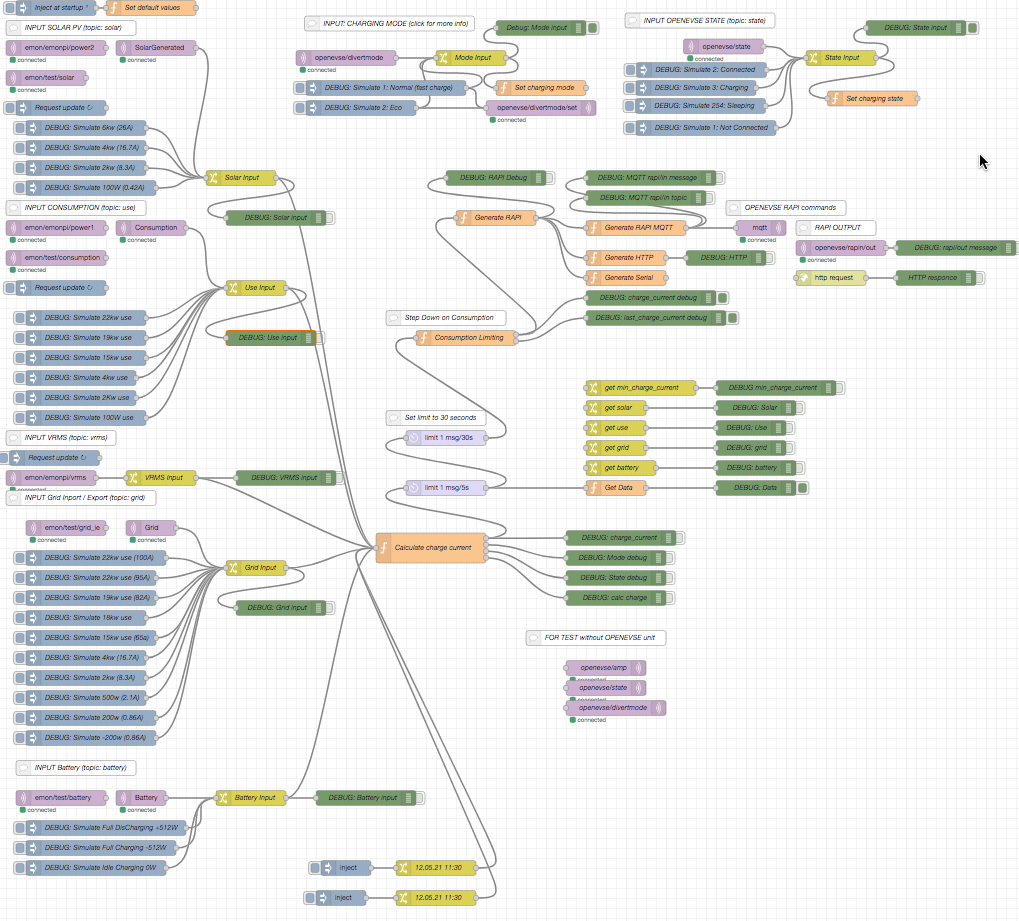 Inject at startup ¹
Set default values
INPUT SOLAR PV (topic: solar)
emon/emonpi/power2
connected
SolarGenerated
connected
emon/test/solar
connected
Request update ↻
DEBUG: Simulate 6kw (26A)
DEBUG: Simulate 4kw (16.7A)
DEBUG: Simulate 2kw (8.3A)
DEBUG: Simulate 100W (0.42A)
Solar Input
DEBUG: Solar input
INPUT CONSUMPTION (topic: use)
emon/emonpi/power1
connected
Consumption
connected
emon/test/consumption
connected
Request update ↻
Use Input
DEBUG: Use input
DEBUG: Simulate 22kw use
DEBUG: Simulate 19kw use
DEBUG: Simulate 15kw use
DEBUG: Simulate 4kw use
DEBUG: Simulate 2Kw use
DEBUG: Simulate 100W use
INPUT VRMS (topic: vrms)
Request update ↻
emon/emonpi/vrms
VRMS input
DEBUG: VRMS input
INPUT Grid Inport / Export (topic: grid)
emon/test/grid_ie
connected
Grid
connected
DEBUG: Simulate 22kw use (100A)
DEBUG: Simulate 22kw use (95A)
DEBUG: Simulate 19kw use (82A)
DEBUG: Simulate 18kw use
DEBUG: Simulate 15kw use (65a)
DEBUG: Simulate 4kw (16.7A)
DEBUG: Simulate 2kw (8.3A)
DEBUG: Simulate 500w (2.1A)
DEBUG: Simulate 200w (0.86A)
DEBUG: Simulate -200w (0.86A)
Grid Input
DEBUG: Grid input
INPUT Battery (topic: battery)
emon/test/battery
connected
Battery
connected
Battery Input
DEBUG: Battery input
DEBUG: Simulate Full DisCharging +512W
DEBUG: Simulate Full Charging -512W
DEBUG: Simulate Idle Charging 0W
inject
12.05.21 11:30
inject
12.05.21 11:30
INPUT: CHARGING MODE (click for more info)
Debug: Mode input
openevse/divertmode
connected
Mode Input
DEBUG: Simulate 1: Normal (fast charge)
Set charging mode
DEBUG: Simulate 2: Eco
openevse/divertmode/set
connected
INPUT OPENEVSE STATE (topic: state)
DEBUG: State input
openevse/state
connected
State Input
DEBUG: Simulate 2: Connected
DEBUG: Simulate 3: Charging
DEBUG: Simulate 254: Sleeping
DEBUG: Simulate 1: Not Connected
Set charging state
DEBUG: RAPI Debug
DEBUG: MQTT rapi/in message
DEBUG: MQTT rapi/in topic
Generate RAPI
Generate RAPI MQTT
Generate HTTP
DEBUG: HTTP
Generate Serial
DEBUG: charge_current debug
DEBUG: last_charge_current debug
OPENEVSE RAPI commands
mqtt
connected
RAPI OUTPUT
openevse/rapin/out
connected
DEBUG: rapi/out message
http request
HTTP responce
Step Down on Consumption
Consumption Limiting
Set limit to 30 seconds
limit 1 msg/30s
limit 1 msg/5s
get min_charge_current
DEBUG min_charge_current
get solar
DEBUG: Solar
get use
DEBUG: Use
get grid
DEBUG: grid
get battery
DEBUG: battery
Get Data
DEBUG: Data
Calculate charge current
DEBUG: charge_current
DEBUG: Mode debug
DEBUG: State debug
DEBUG: calc charge
FOR TEST without OPENEVSE unit
openevse/amp
openevse/state
openevse/divertmode
connected